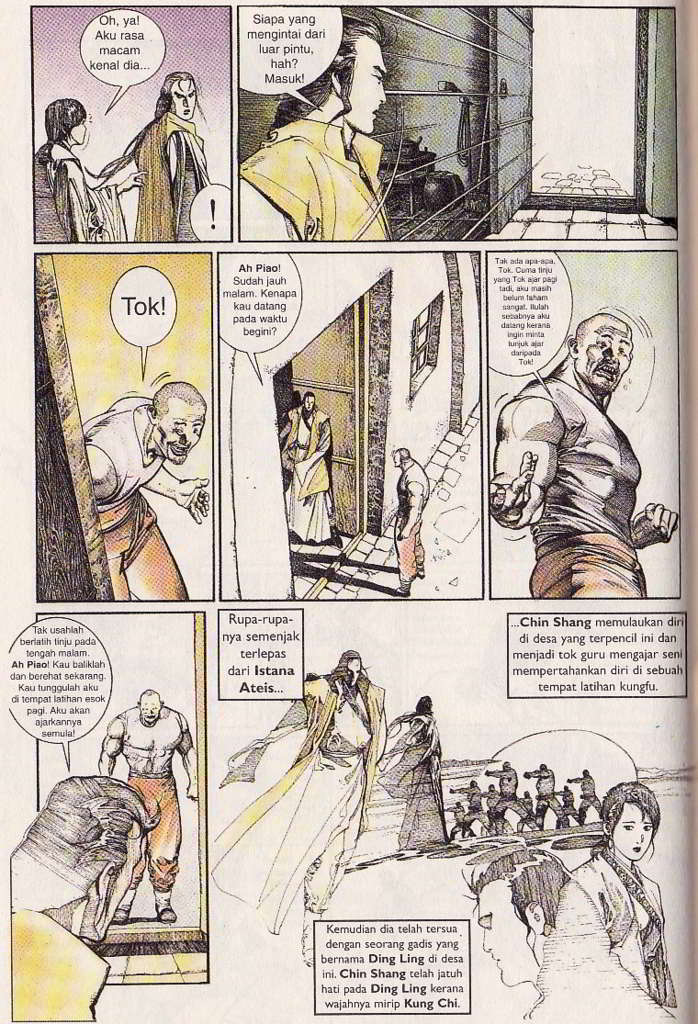 Oh, ya!
Aku rasa
macam
kenal dia...
!
Siapa yang
mengintai dari
luar pintu,
hah?
Masuk!
Tok!
Ah Piao!
Sudah jauh
malam. Kenapa
kau datang
pada waktu
begini?
Tak ada apa-apa,
Tok. Cuma tinju
yang Tok ajar pagi
tadi, aku masih
belum faham
sangat. Itulah
sebabnya aku
datang kerana
ingin minta
tunjuk ajar
daripada
Tok!
Tak usahlah
berlatih tinju pada
tengah malam.
Ah Piao! Kau baliklah
dan berehat sekarang.
Kau tunggulah aku
di tempat latihan esok
pagi. Aku akan
ajarkannya
semula!
Rupa-rupa-
nya semenjak
terlepas
dari Istana
Ateis...
...Chin Shang memulaukan diri
di desa yang terpencil ini dan
menjadi tok guru mengajar seni
mempertahankan diri di sebuah
tempat latihan kungfu.
Kemudian dia telah tersua
dengan seorang gadis yang
bernama Ding Ling di desa
ini. Chin Shang telah jatuh
hati pada Ding Ling kerana
wajahnya mirip Kung Chi.